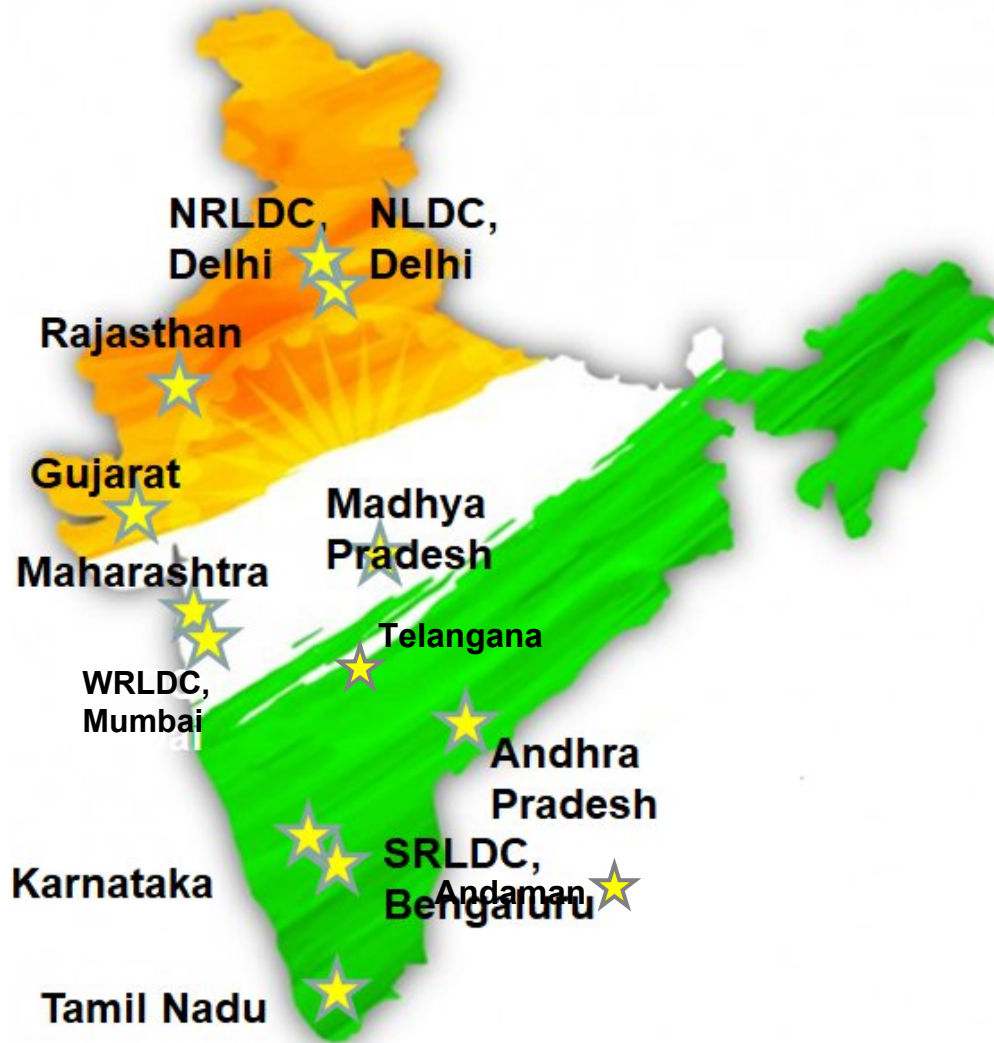 NRLDC,
Delhi
NLDC,
Delhi
Rajasthan
Gujarat
Madhya
Pradesh
Maharashtra
Telangana
WRLDC,
Mumbai
Andhra
Pradesh
SRLDC,
Bengaluru
Karnataka
Andaman
Tamil Nadu